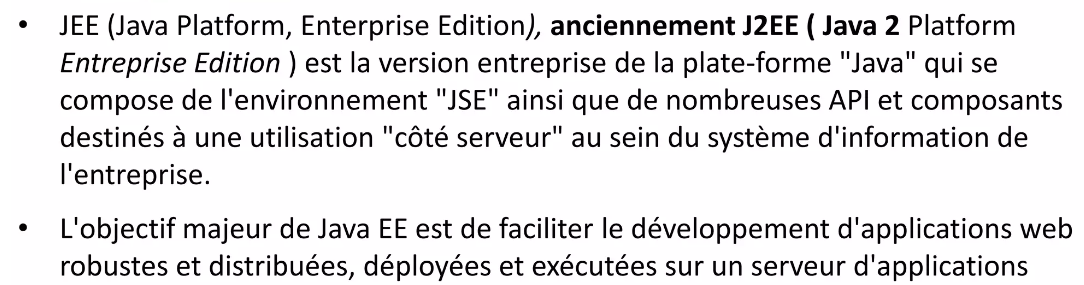 • JEE (Java Platform, Enterprise Edition), anciennement J2EE ( Java 2 Platform
Entreprise Edition ) est la version entreprise de la plate-forme "Java" qui se
compose de l'environnement "JSE" ainsi que de nombreuses API et composants
destinés à une utilisation "côté serveur" au sein du système d'information de
l'entreprise.
• L'objectif majeur de Java EE est de faciliter le développement d'applications web
robustes et distribuées, déployées et exécutées sur un serveur d'applications